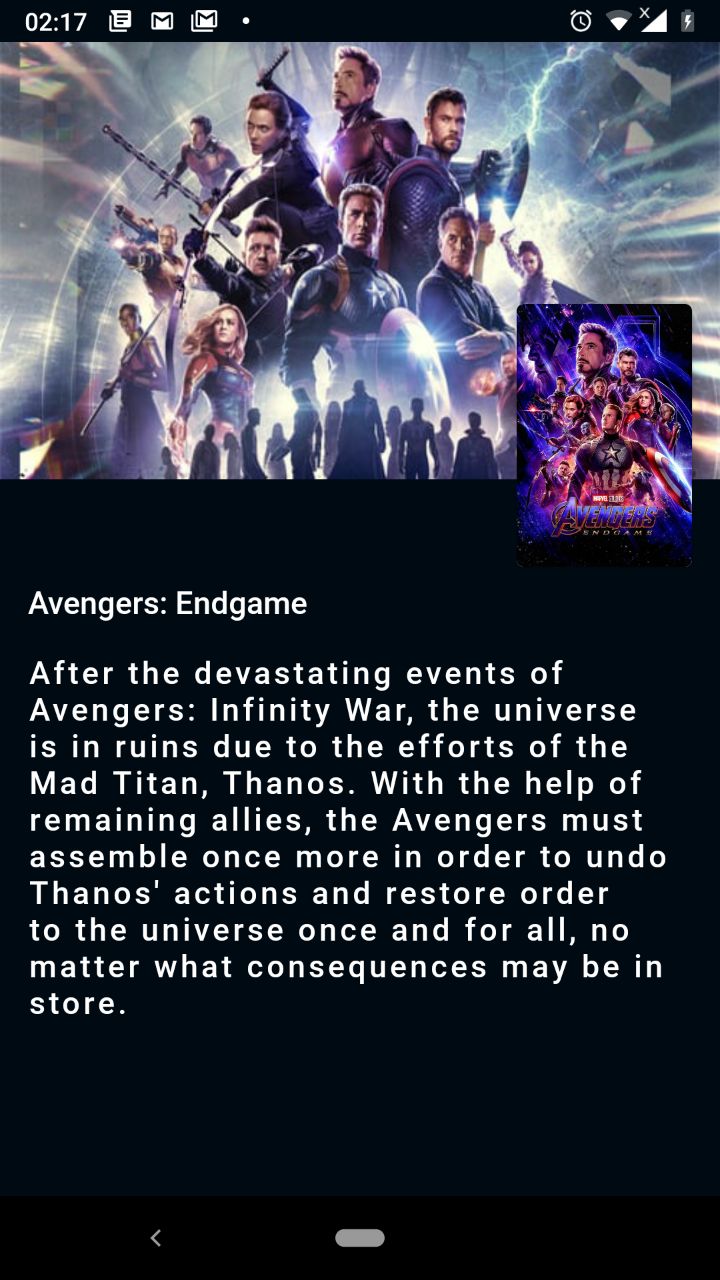 02:17
MARVEL STUDIOS
AVENGERS
ENDGAME
Avengers: Endgame
After the devastating events of
Avengers: Infinity War, the universe
is in ruins due to the efforts of the
Mad Titan, Thanos. With the help of
remaining allies, the Avengers must
assemble once more in order to undo
Thanos' actions and restore order
to the universe once and for all, no
matter what consequences may be in
store.